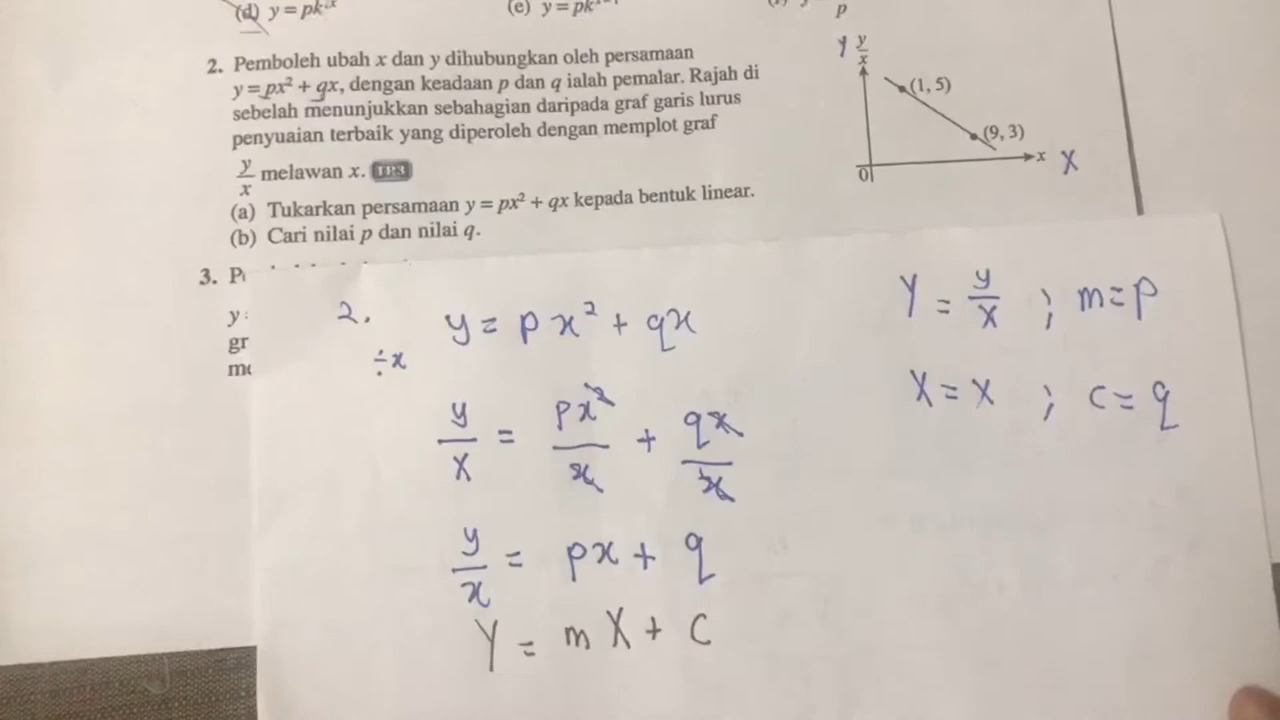 (d) y = pk
(e) y = pk
p
2. Pemboleh ubah x dan y dihubungkan oleh persamaan
y = px² + qx, dengan keadaan p dan q ialah pemalar. Rajah di
sebelah menunjukkan sebahagian daripada graf garis lurus
penyuaian terbaik yang diperoleh dengan memplot graf
y/x melawan x. TP3
(a) Tukarkan persamaan y = px² + qx kepada bentuk linear.
(b) Cari nilai p dan nilai q.
Y y/x
(1, 5)
(9, 3)
0 x X
3. P
y
gr
me
2. y = px² + qx
÷x
y/x = px²/x + qx/x
y/x = px + q
Y = mX + c
Y = y/x ; m = p
X = x ; c = q